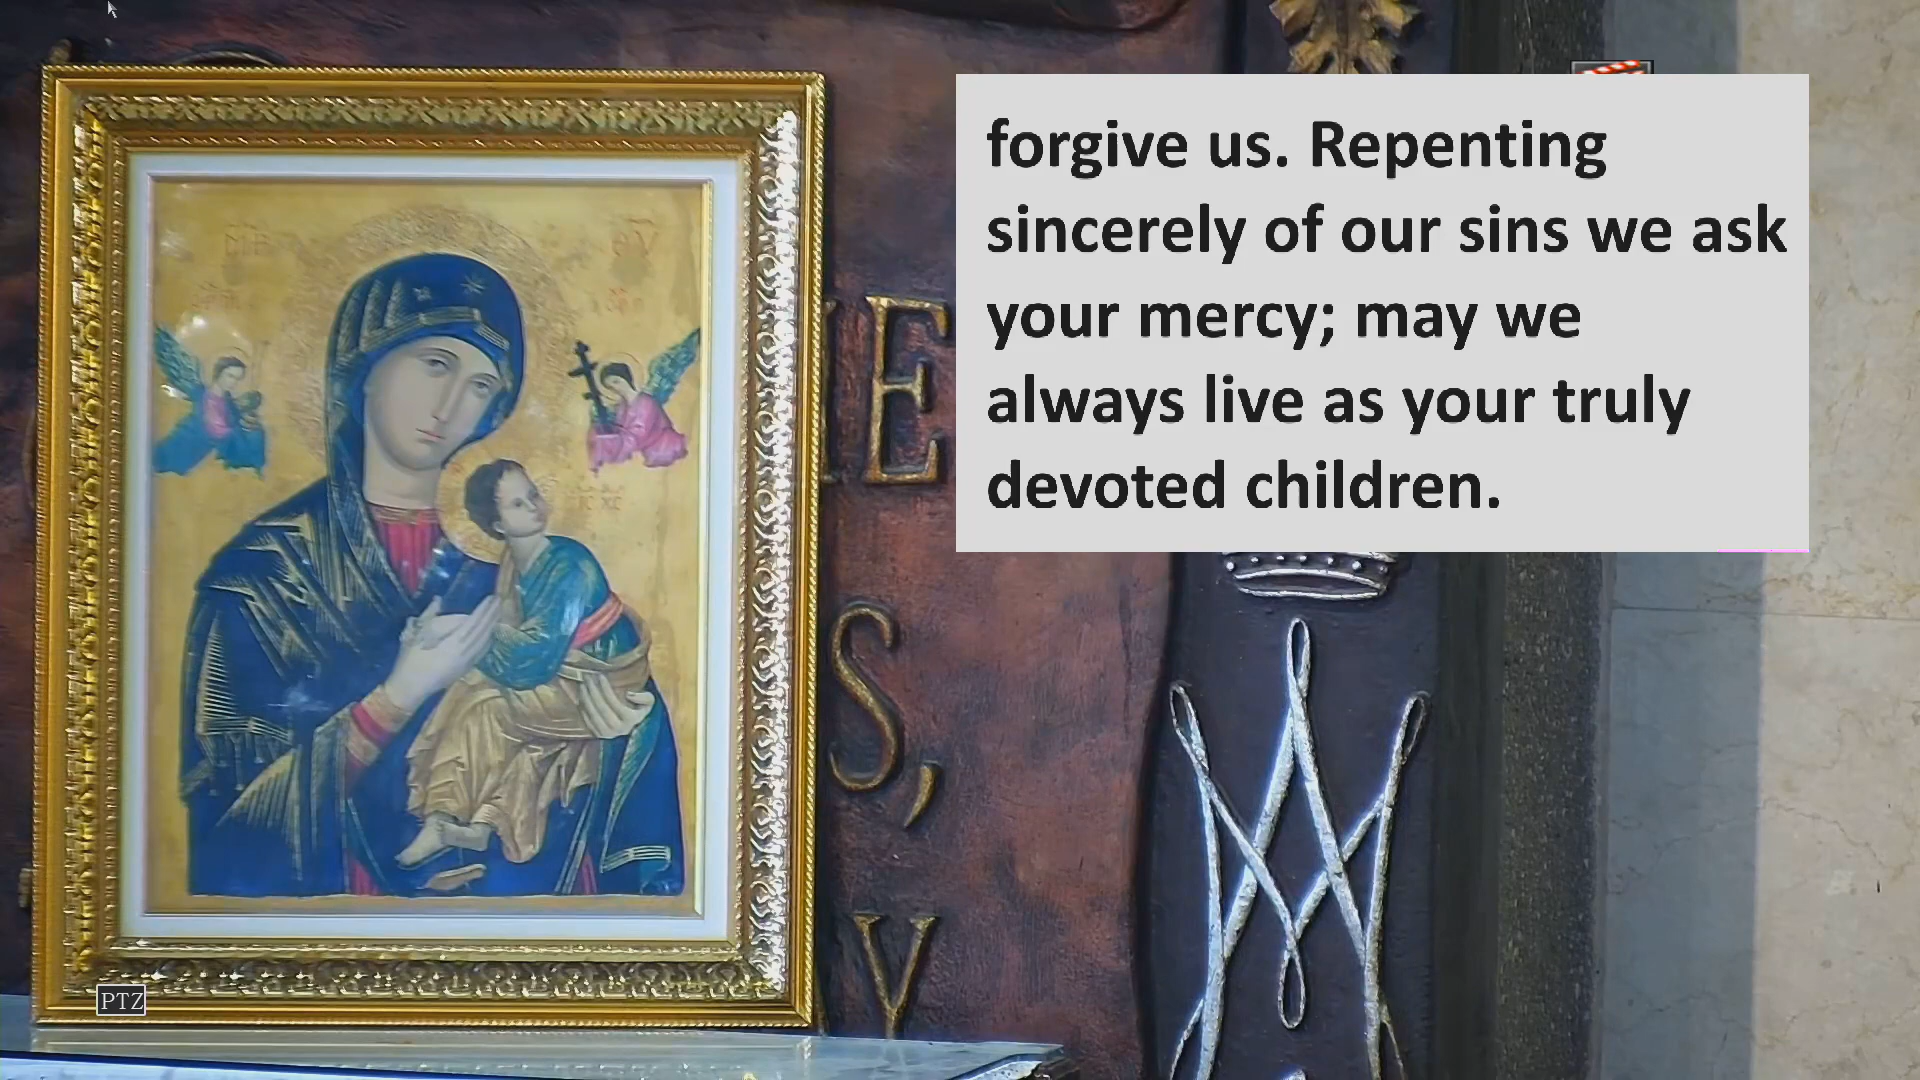 forgive us. Repenting
sincerely of our sins we ask
your mercy; may we
always live as your truly
devoted children.
E
S,
Y
PTZ